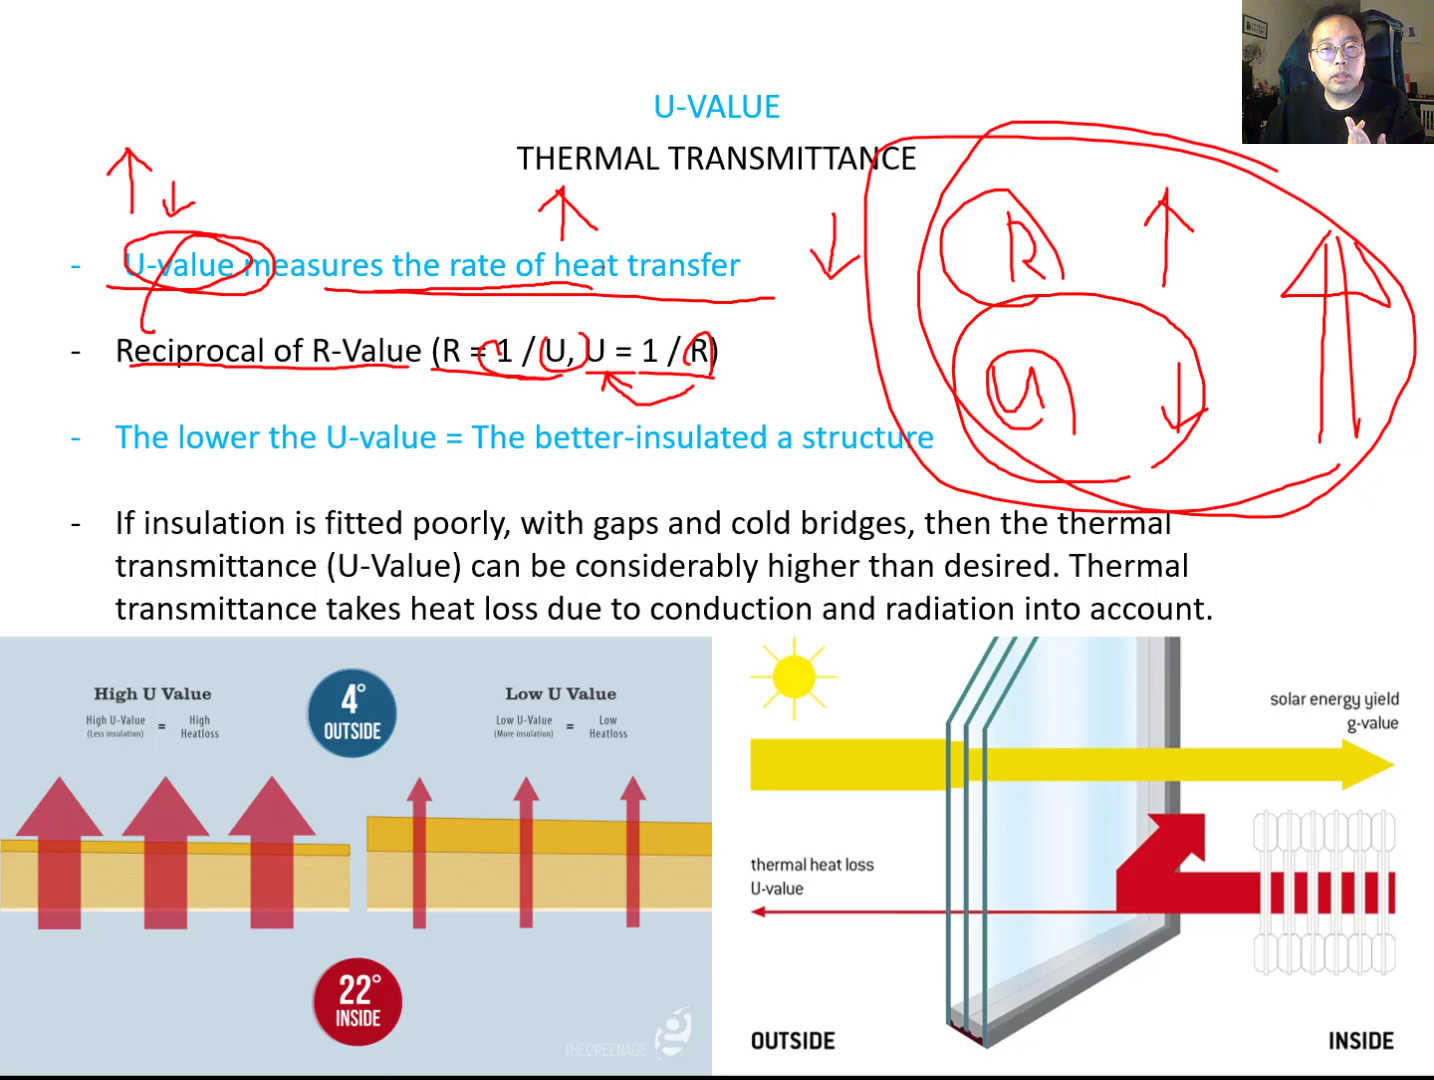 U-VALUE
THERMAL TRANSMITTANCE
- U-value measures the rate of heat transfer
- Reciprocal of R-Value (R = 1 / U, U = 1 / R)
- The lower the U-value = The better-insulated a structure
- If insulation is fitted poorly, with gaps and cold bridges, then the thermal
transmittance (U-Value) can be considerably higher than desired. Thermal
transmittance takes heat loss due to conduction and radiation into account.
R
U
High U Value
High U-Value = High
(Less insulation) Heatloss
4°
OUTSIDE
Low U Value
Low U-Value = Low
(More insulation) Heatloss
22°
INSIDE
THEGREENAGE
solar energy yield
g-value
thermal heat loss
U-value
OUTSIDE
INSIDE